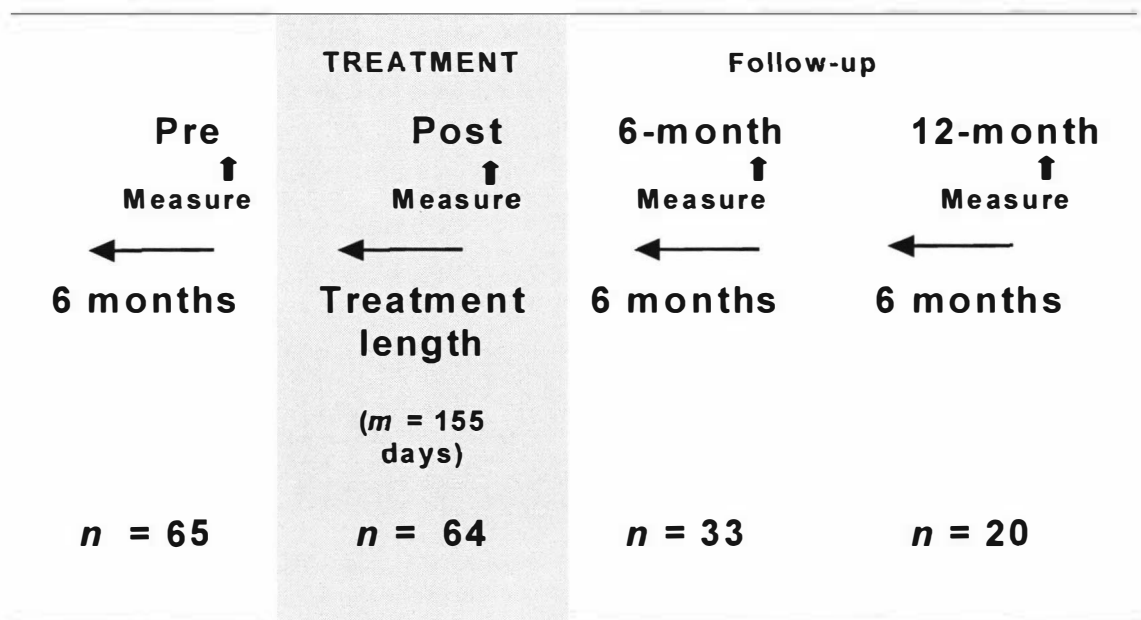 TREATMENT Follow-up
Pre Post 6-month 12-month
Measure Measure Measure Measure
6 months Treatment 6 months 6 months
length
(m = 155
days)
n = 65 n = 64 n = 33 n = 20